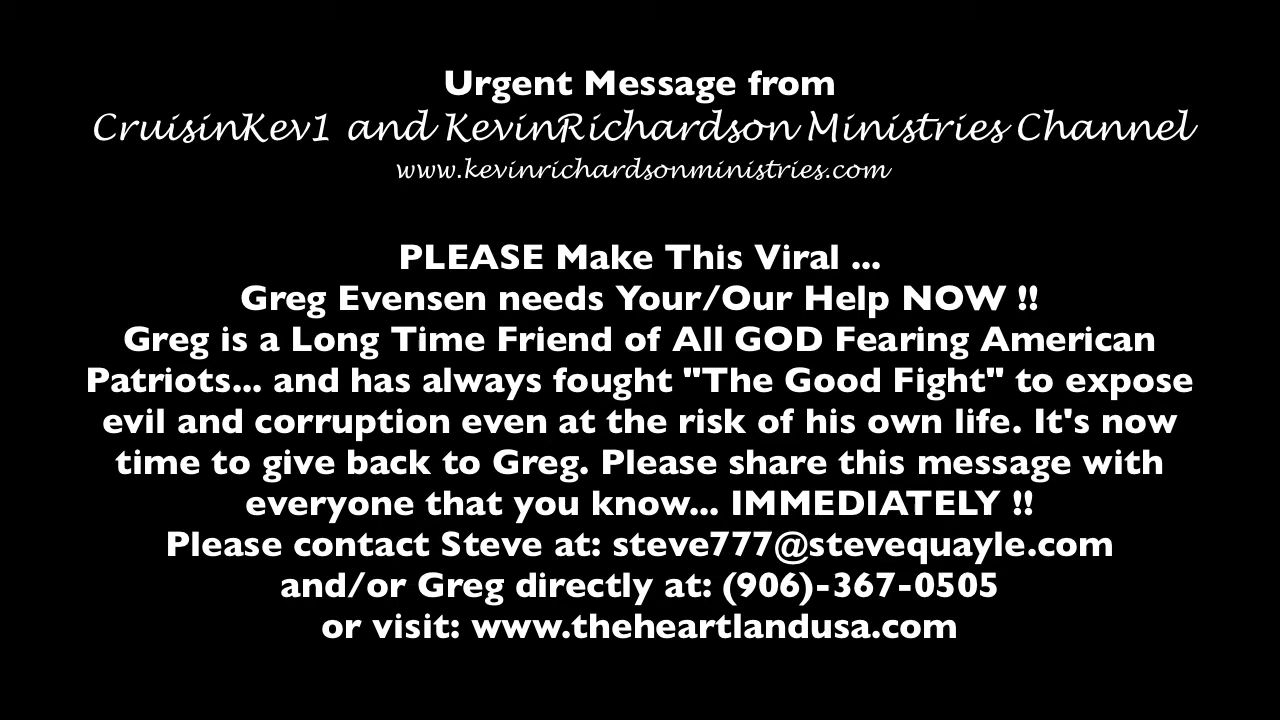 Urgent Message from
CruisinKev1 and KevinRichardson Ministries Channel
www.kevinrichardsonministries.com
PLEASE Make This Viral ...
Greg Evensen needs Your/Our Help NOW !!
Greg is a Long Time Friend of All GOD Fearing American
Patriots... and has always fought "The Good Fight" to expose
evil and corruption even at the risk of his own life. It's now
time to give back to Greg. Please share this message with
everyone that you know... IMMEDIATELY !!
Please contact Steve at: steve777@stevequayle.com
and/or Greg directly at: (906)-367-0505
or visit: www.theheartlandusa.com